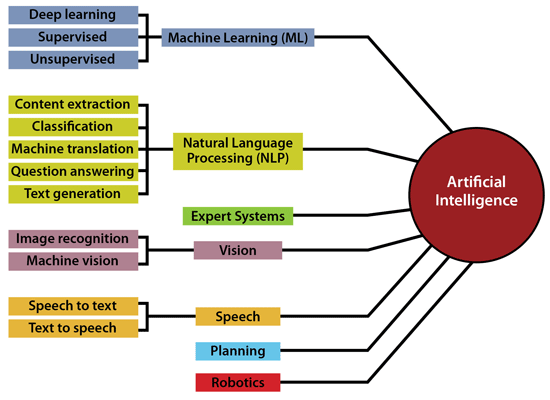 Deep learning
Supervised
Unsupervised
Machine Learning (ML)
Content extraction
Classification
Machine translation
Question answering
Text generation
Natural Language
Processing (NLP)
Expert Systems
Image recognition
Machine vision
Vision
Speech to text
Text to speech
Speech
Planning
Robotics
Artificial
Intelligence